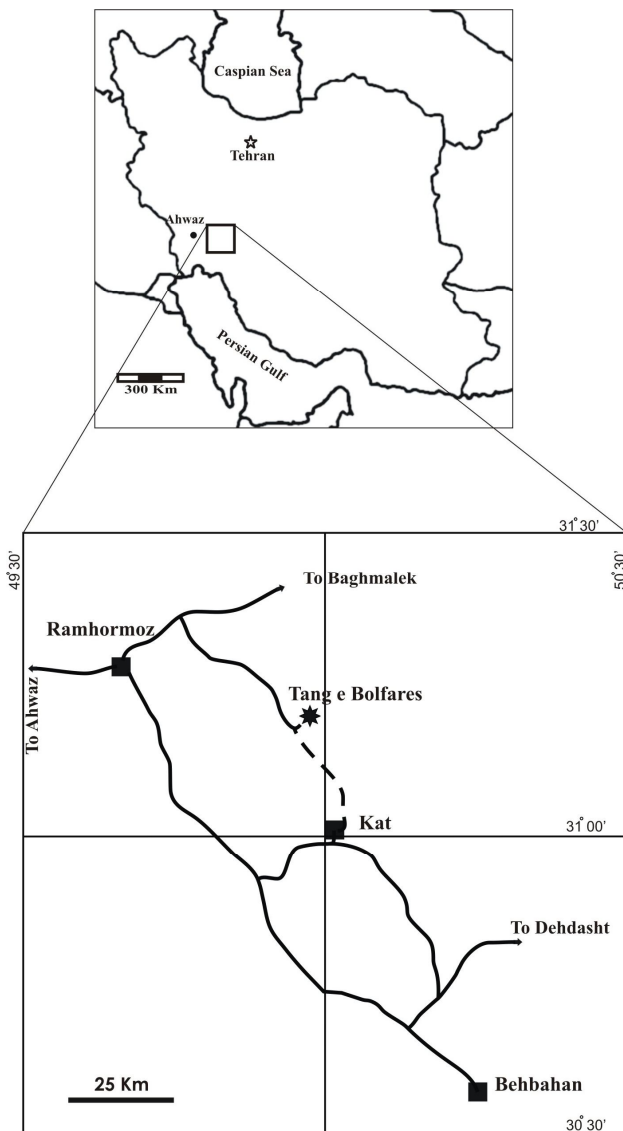 Caspian Sea
Tehran
Ahwaz
Persian Gulf
300 Km
31°30'
49°30'
50°30'
To Baghmalek
Ramhormoz
To Ahwaz
Tang e Bolfares
Kat
31°00'
To Dehdasht
25 Km
Behbahan
30°30'